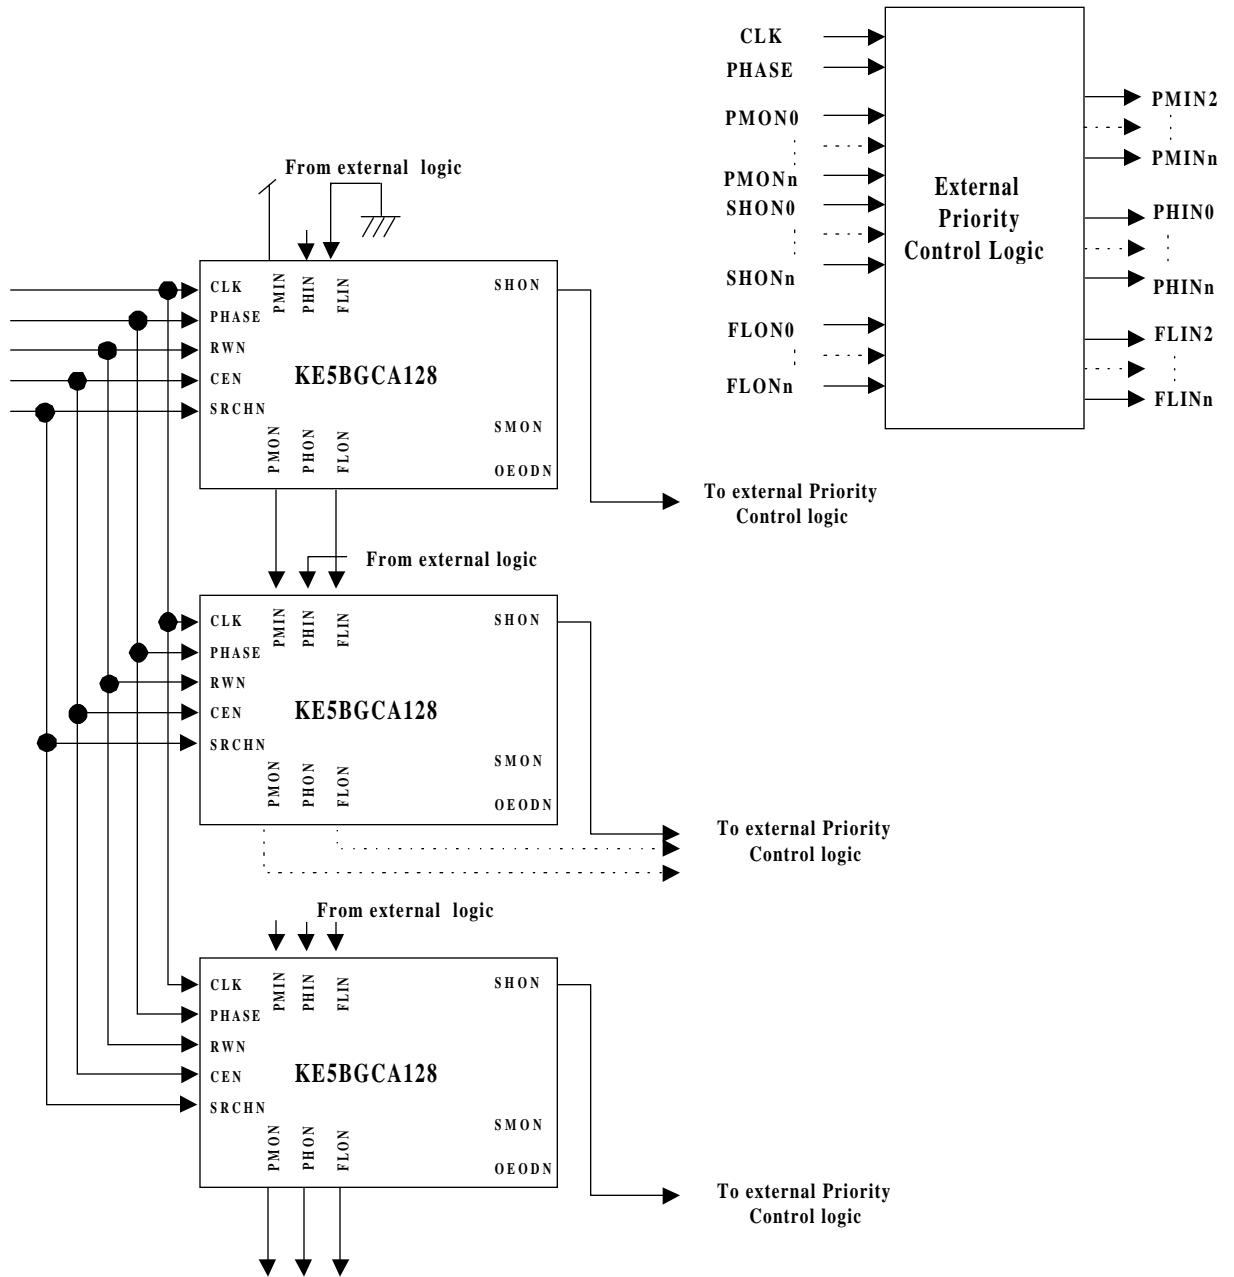 CLK
PHASE
PMON0
PMONn
SHON0
SHONn
FLON0
FLONn
External
Priority
Control Logic
PMIN2
PMINn
PHIN0
PHINn
FLIN2
FLINn
From external logic
CLK
PHASE
RWN
CEN
SRCHN
PMIN
PHIN
FLIN
SHON
KE5BGCA128
PMON
PHON
FLON
SMON
OEODN
To external Priority
Control logic
From external logic
CLK
PHASE
RWN
CEN
SRCHN
PMIN
PHIN
FLIN
SHON
KE5BGCA128
PMON
PHON
FLON
SMON
OEODN
To external Priority
Control logic
From external logic
CLK
PHASE
RWN
CEN
SRCHN
PMIN
PHIN
FLIN
SHON
KE5BGCA128
PMON
PHON
FLON
SMON
OEODN
To external Priority
Control logic